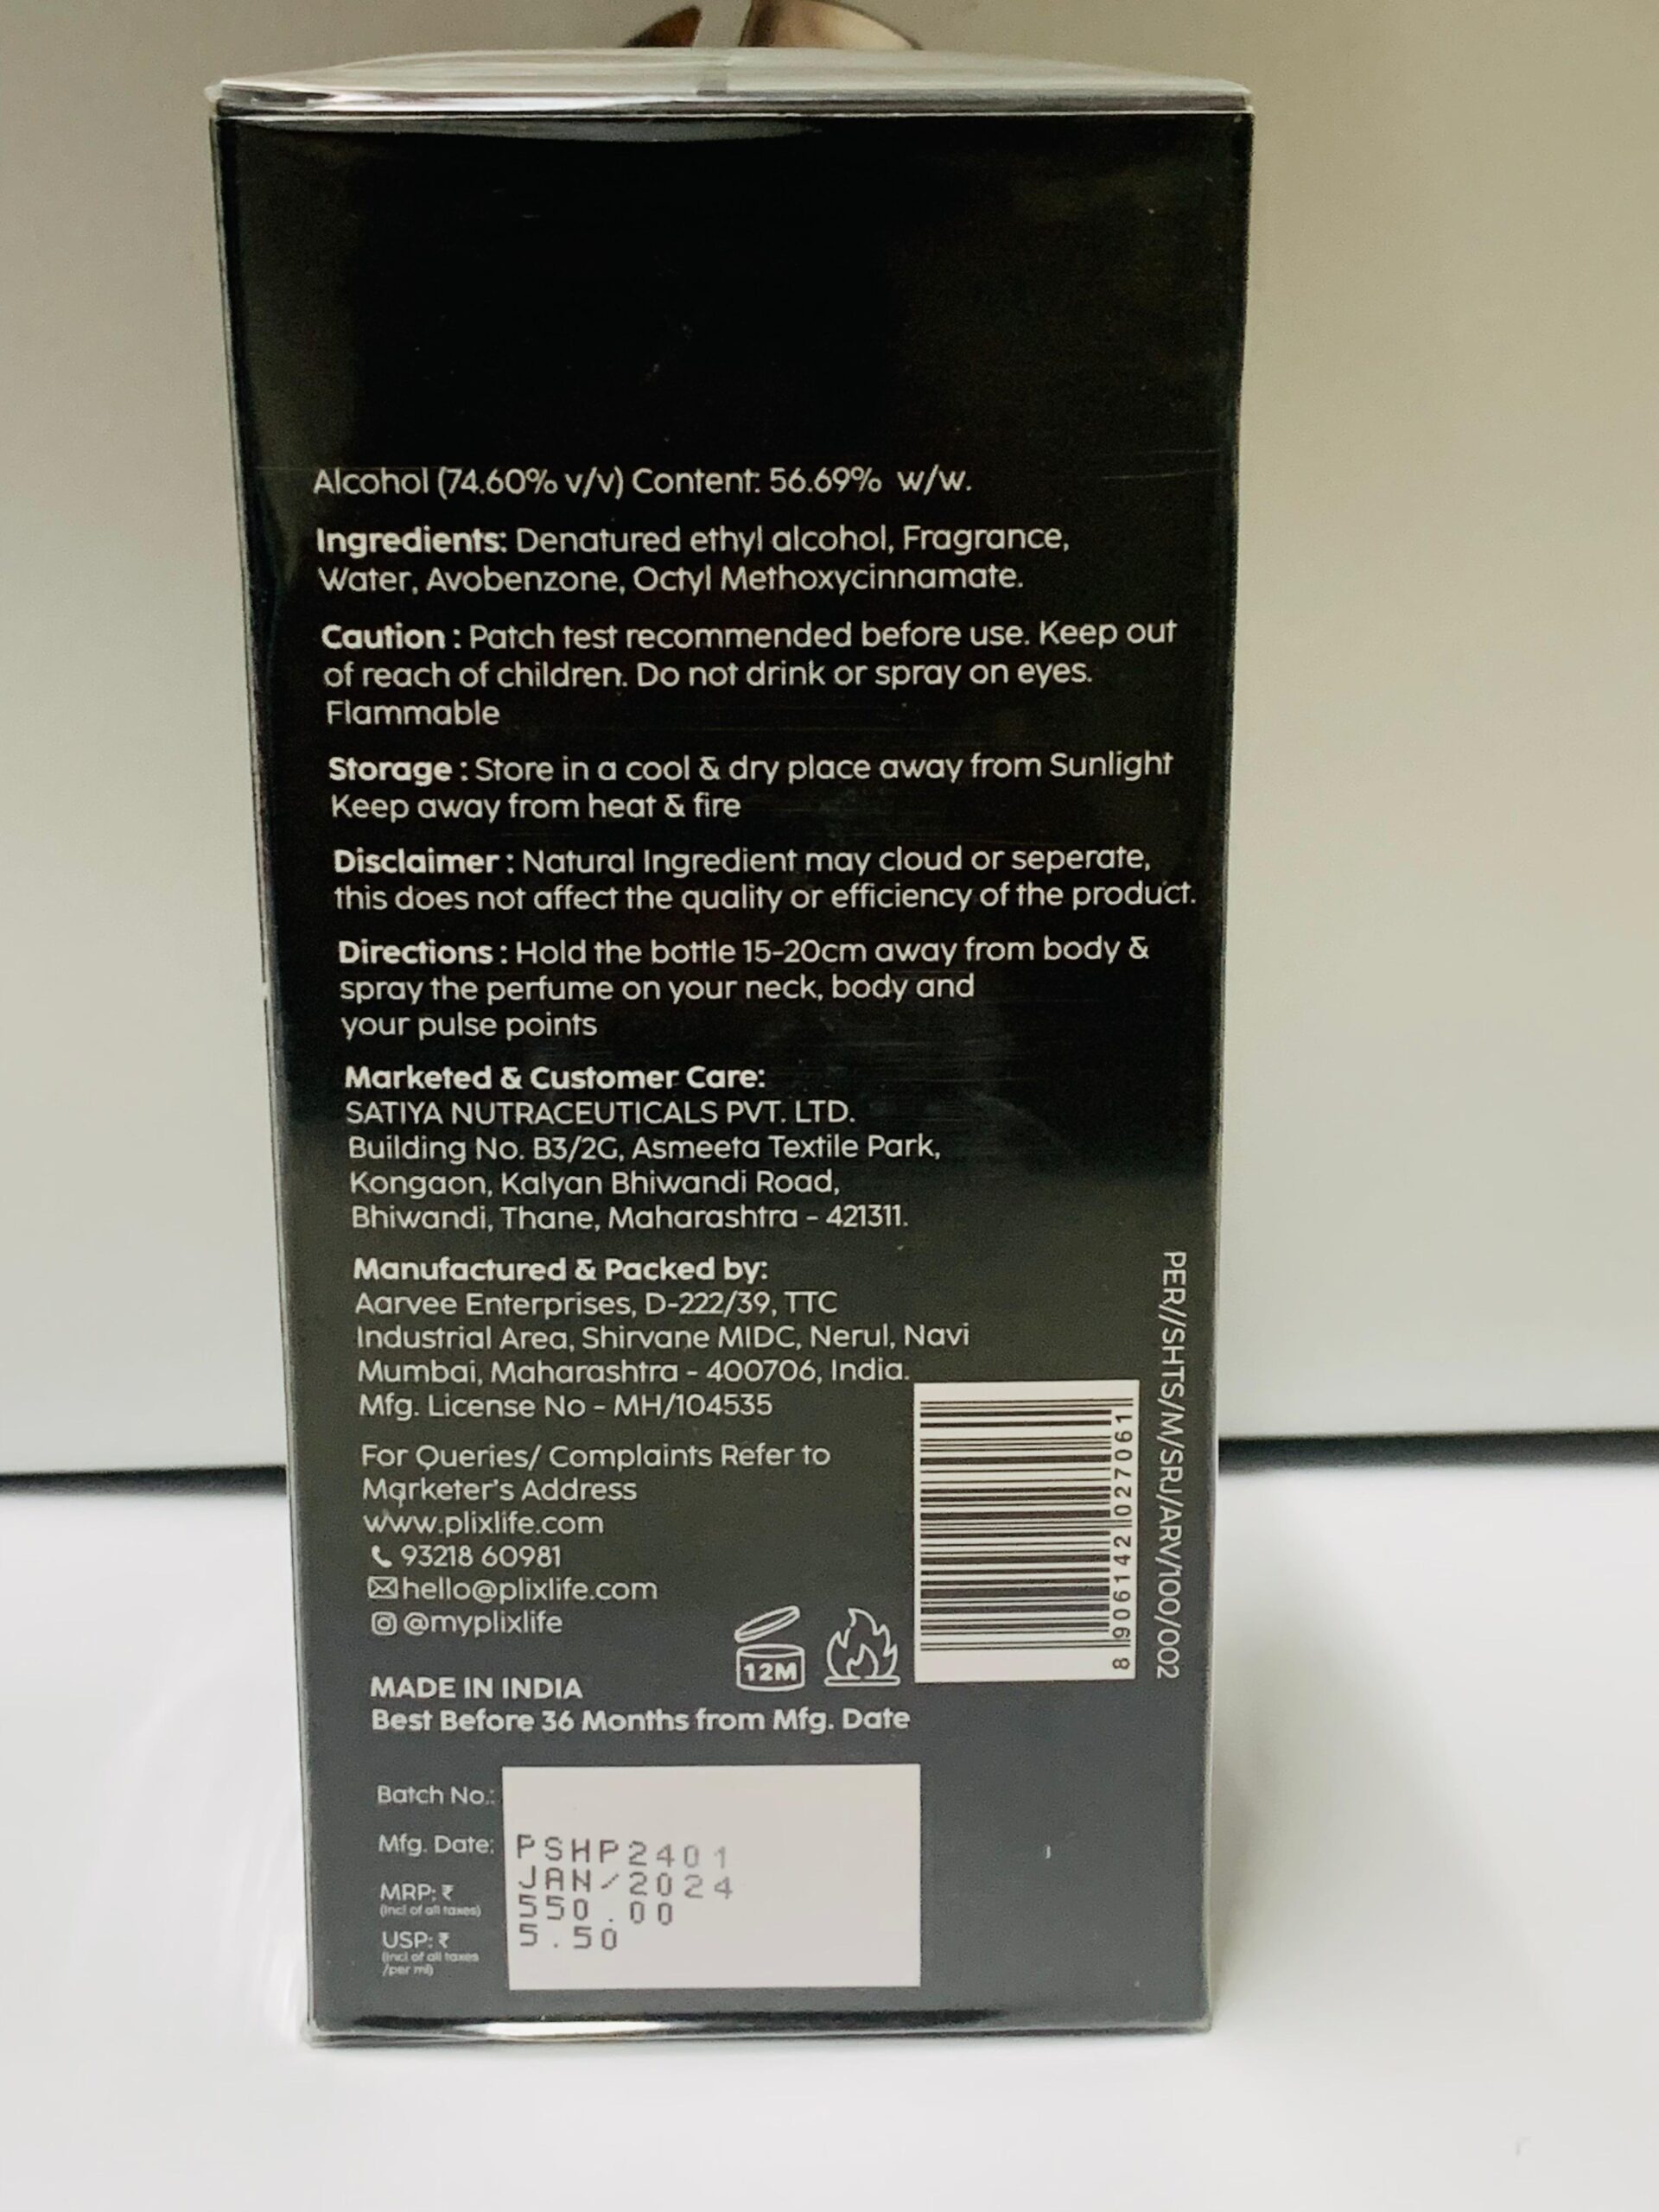 Alcohol (74.60% v/v) Content: 56.69% w/w.
Ingredients: Denatured ethyl alcohol, Fragrance,
Water, Avobenzone, Octyl Methoxycinnamate.
Caution : Patch test recommended before use. Keep out
of reach of children. Do not drink or spray on eyes.
Flammable
Storage : Store in a cool & dry place away from Sunlight
Keep away from heat & fire
Disclaimer : Natural Ingredient may cloud or seperate,
this does not affect the quality or efficiency of the product.
Directions : Hold the bottle 15-20cm away from body &
spray the perfume on your neck, body and
your pulse points
Marketed & Customer Care:
SATIYA NUTRACEUTICALS PVT. LTD.
Building No. B3/2G, Asmeeta Textile Park,
Kongaon, Kalyan Bhiwandi Road,
Bhiwandi, Thane, Maharashtra - 421311.
Manufactured & Packed by:
Aarvee Enterprises, D-222/39, TTC
Industrial Area, Shirvane MIDC, Nerul, Navi
Mumbai, Maharashtra - 400706, India.
Mfg. License No - MH/104535
For Queries/ Complaints Refer to
Marketer's Address
www.plixlife.com
93218 60981
hello@plixlife.com
@myplixlife
12M
8 906142 027061
PER//SHTS/M/SRJ/ARV/100/002
MADE IN INDIA
Best Before 36 Months from Mfg. Date
Batch No.:
Mfg. Date: PSHP2401
JAN/2024
MRP: ₹ 550.00
(Incl of all taxes)
USP: ₹ 5.50
(incl of all taxes
/per ml)